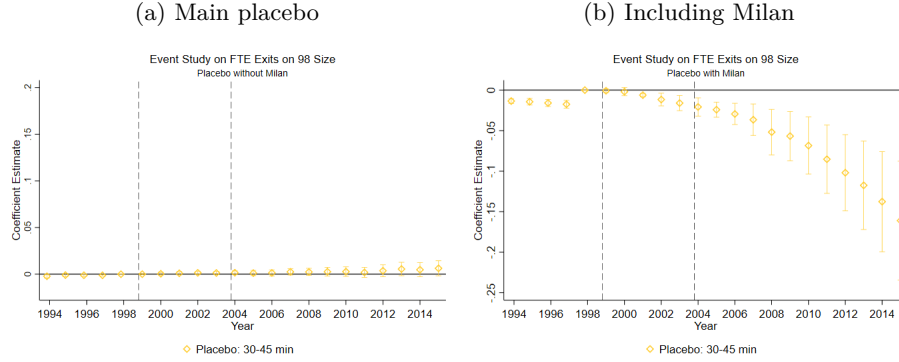 (a) Main placebo
Event Study on FTE Exits on 98 Size
Placebo without Milan
Coefficient Estimate
.2
.15
.1
.05
0
1994 1996 1998 2000 2002 2004 2006 2008 2010 2012 2014
Year
Placebo: 30-45 min
(b) Including Milan
Event Study on FTE Exits on 98 Size
Placebo with Milan
Coefficient Estimate
0
-.05
-.1
-.15
-.2
-.25
1994 1996 1998 2000 2002 2004 2006 2008 2010 2012 2014
Year
Placebo: 30-45 min